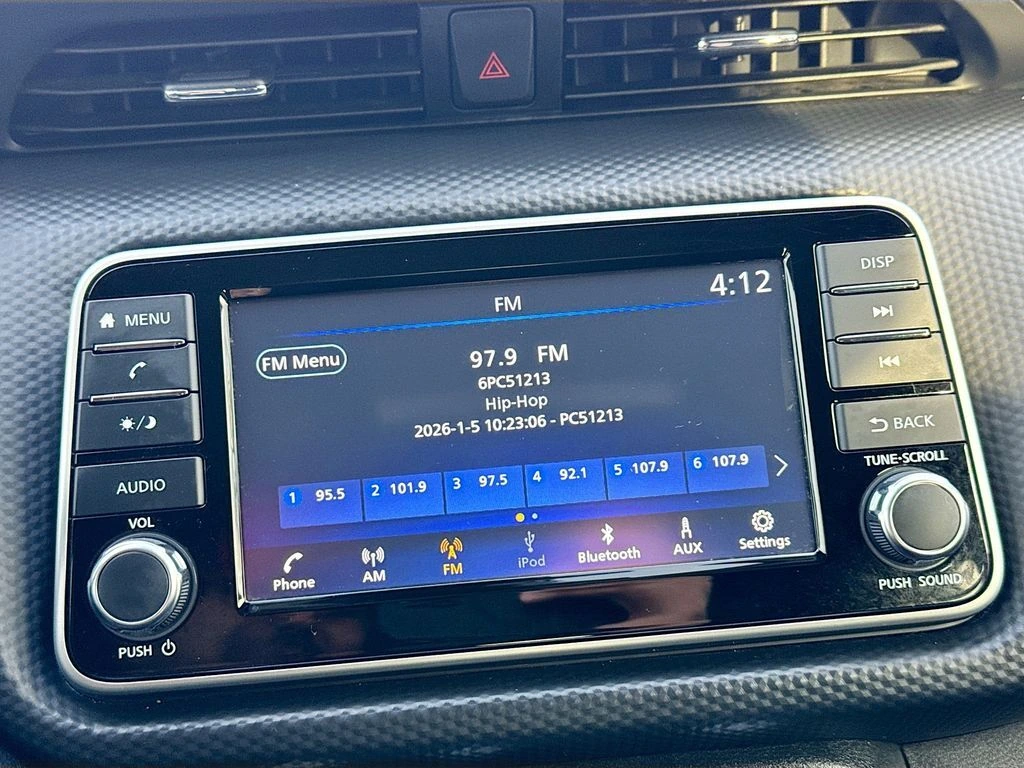 FM
4:12
DISP
MENU
FM Menu
97.9 FM
6PC51213
Hip-Hop
2026-1-5 10:23:06 - PC51213
BACK
TUNE·SCROLL
AUDIO
VOL
1 95.5
2 101.9
3 97.5
4 92.1
5 107.9
6 107.9
Phone
AM
FM
iPod
Bluetooth
AUX
Settings
PUSH SOUND
PUSH